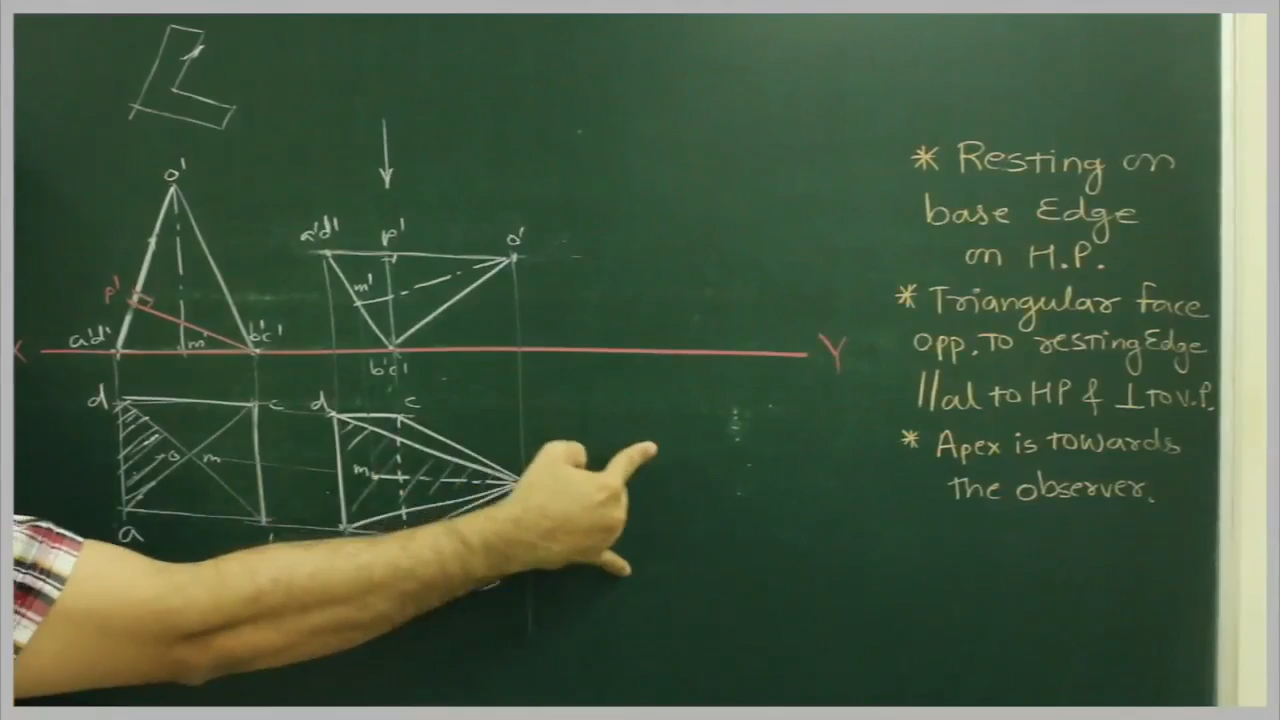 o'
a'd' p' o'
p' m'
a'd' m' b'c'
X Y
b'c'
d c d c
o m m
a
* Resting on
base Edge
on H.P.
* Triangular face
opp. To resting Edge
//al to HP & ⊥ TO V.P.
* Apex is towards
the observer.